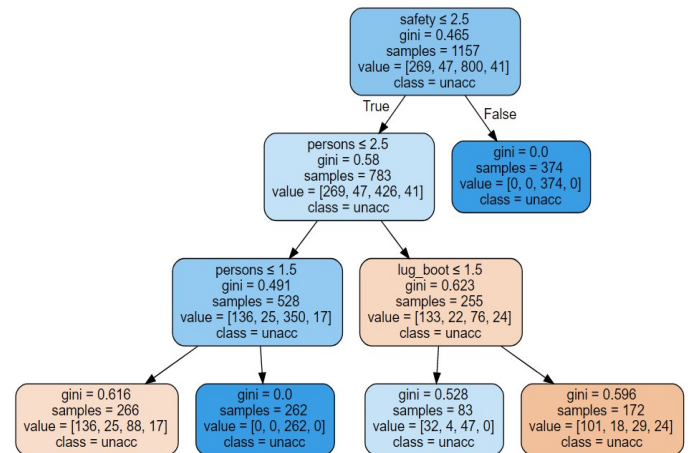 safety ≤ 2.5
gini = 0.465
samples = 1157
value = [269, 47, 800, 41]
class = unacc
True
False
persons ≤ 2.5
gini = 0.58
samples = 783
value = [269, 47, 426, 41]
class = unacc
gini = 0.0
samples = 374
value = [0, 0, 374, 0]
class = unacc
persons ≤ 1.5
gini = 0.491
samples = 528
value = [136, 25, 350, 17]
class = unacc
lug_boot ≤ 1.5
gini = 0.623
samples = 255
value = [133, 22, 76, 24]
class = unacc
gini = 0.616
samples = 266
value = [136, 25, 88, 17]
class = unacc
gini = 0.0
samples = 262
value = [0, 0, 262, 0]
class = unacc
gini = 0.528
samples = 83
value = [32, 4, 47, 0]
class = unacc
gini = 0.596
samples = 172
value = [101, 18, 29, 24]
class = unacc